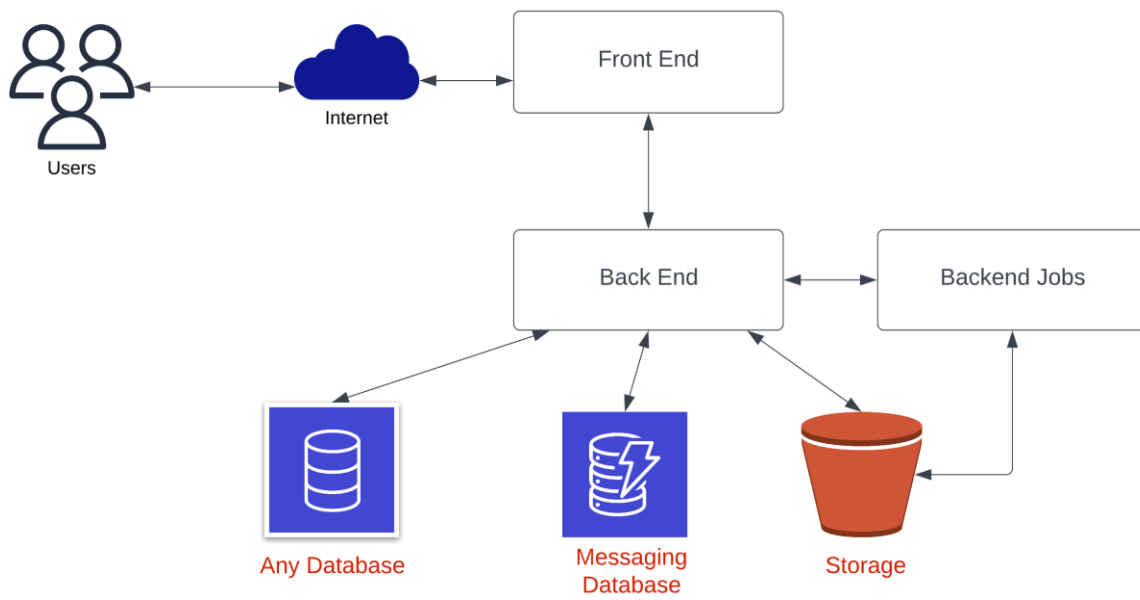 Front End
Internet
Users
Back End
Backend Jobs
Any Database
Messaging
Database
Storage